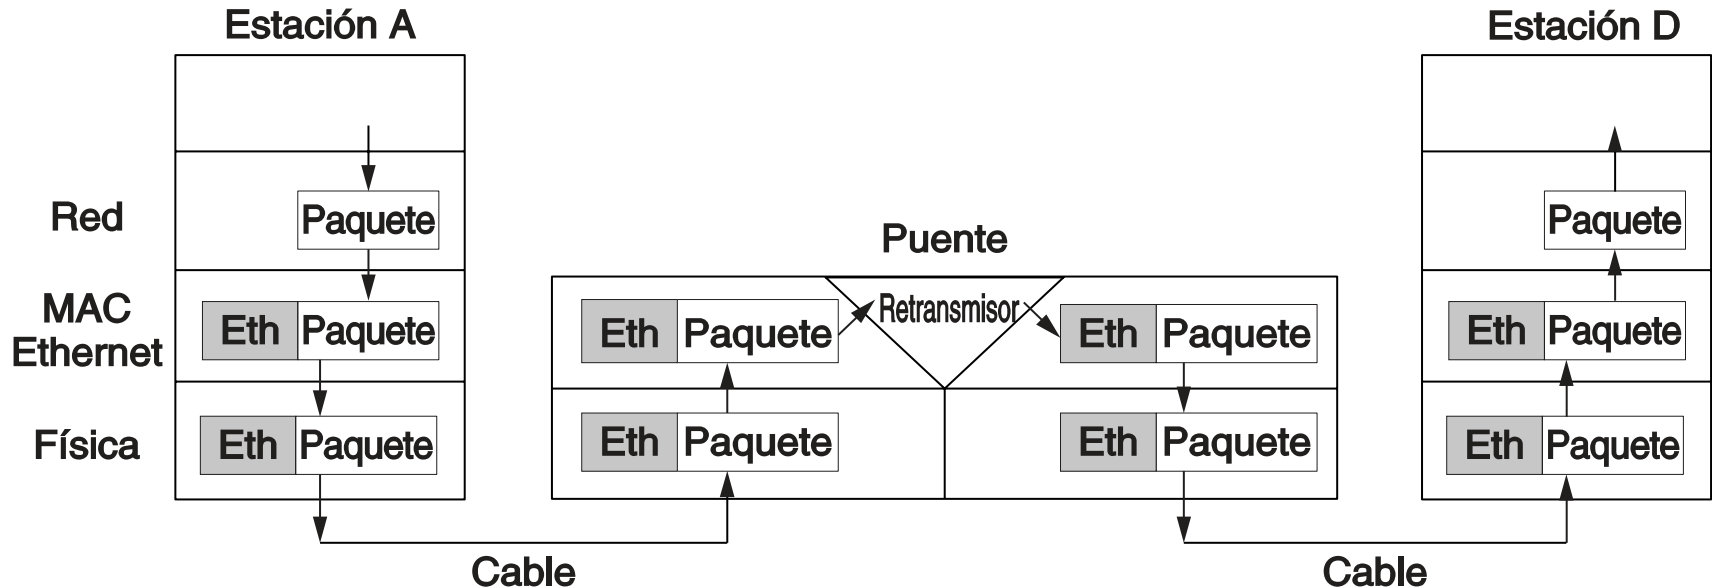 Estación A
Estación D
Red
Paquete
Paquete
Puente
MAC
Ethernet
Eth Paquete
Eth Paquete
Retransmisor
Eth Paquete
Eth Paquete
Física
Eth Paquete
Eth Paquete
Eth Paquete
Eth Paquete
Cable
Cable